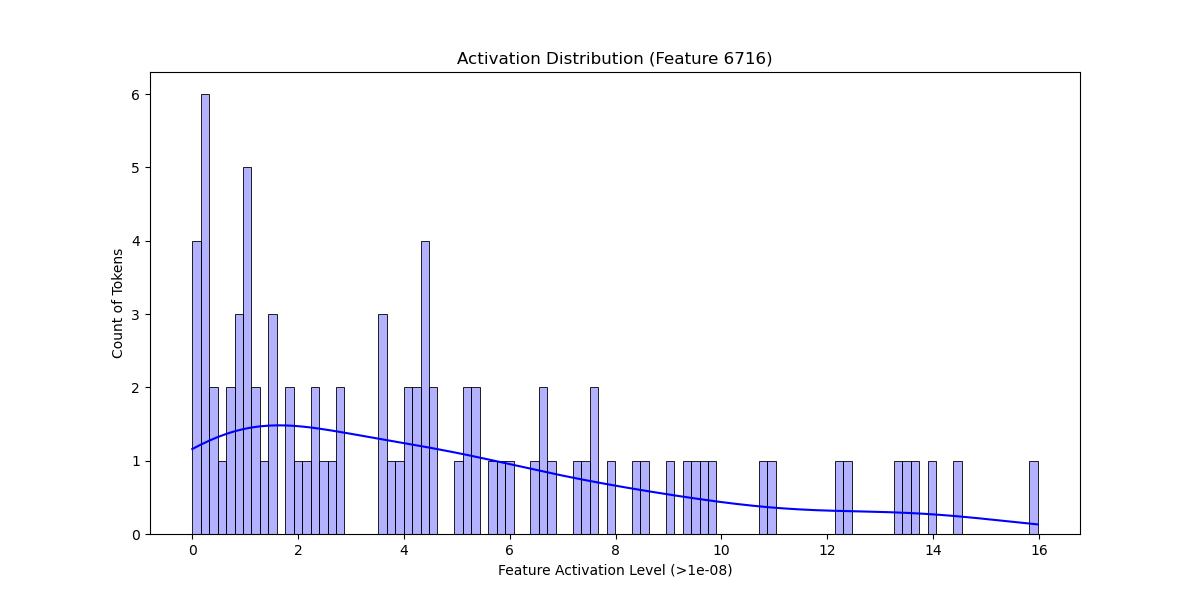 Activation Distribution (Feature 6716)
Count of Tokens
6
5
4
3
2
1
0
0 2 4 6 8 10 12 14 16
Feature Activation Level (>1e-08)